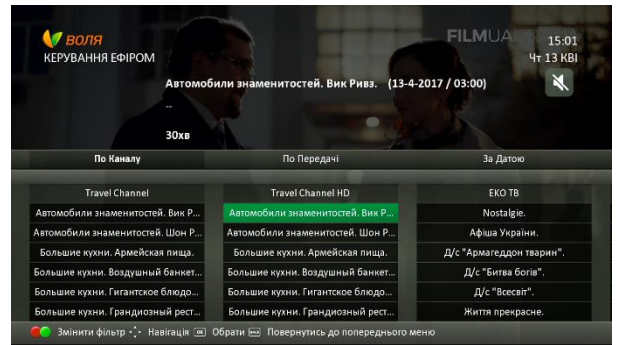 ВОЛЯ
КЕРУВАННЯ ЕФІРОМ
FILMUA
15:01
Чт 13 КВІ
Автомобили знаменитостей. Вик Ривз. (13-4-2017 / 03:00)
--
30хв
По Каналу По Передачі За Датою
Travel Channel Travel Channel HD ЕКО ТВ
Автомобили знаменитостей. Вик Р... Автомобили знаменитостей. Вик Р... Nostalgie.
Автомобили знаменитостей. Шон Р... Автомобили знаменитостей. Шон Р... Афіша України.
Большие кухни. Армейская пища. Большие кухни. Армейская пища. Д/с "Армагеддон тварин".
Большие кухни. Воздушный банкет... Большие кухни. Воздушный банкет... Д/с "Битва богів".
Большие кухни. Гигантское блюдо... Большие кухни. Гигантское блюдо... Д/с "Всесвіт".
Большие кухни. Грандиозный рест... Большие кухни. Грандиозный рест... Життя прекрасне.
Змінити фільтр Навігація OK Обрати Повернутись до попереднього меню